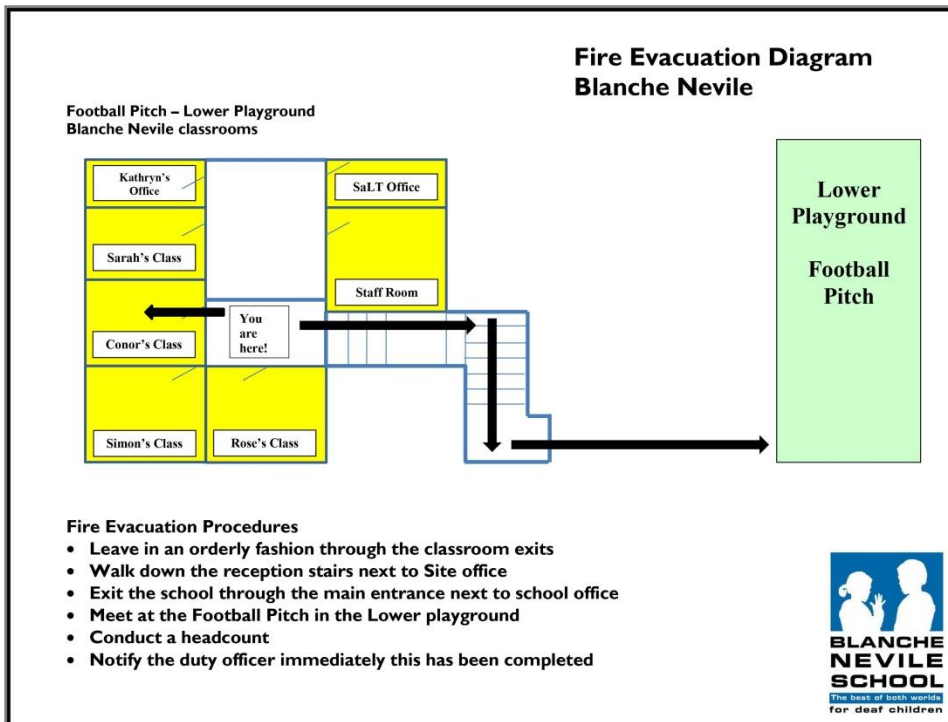 Fire Evacuation Diagram
Blanche Nevile
Football Pitch – Lower Playground
Blanche Nevile classrooms
Kathryn's
Office
SaLT Office
Lower
Playground
Football
Pitch
Sarah's Class
Staff Room
You
are
here!
Conor's Class
Simon's Class
Rose's Class
Fire Evacuation Procedures
• Leave in an orderly fashion through the classroom exits
• Walk down the reception stairs next to Site office
• Exit the school through the main entrance next to school office
• Meet at the Football Pitch in the Lower playground
• Conduct a headcount
• Notify the duty officer immediately this has been completed
BLANCHE
NEVILE
SCHOOL
The best of both worlds
for deaf children